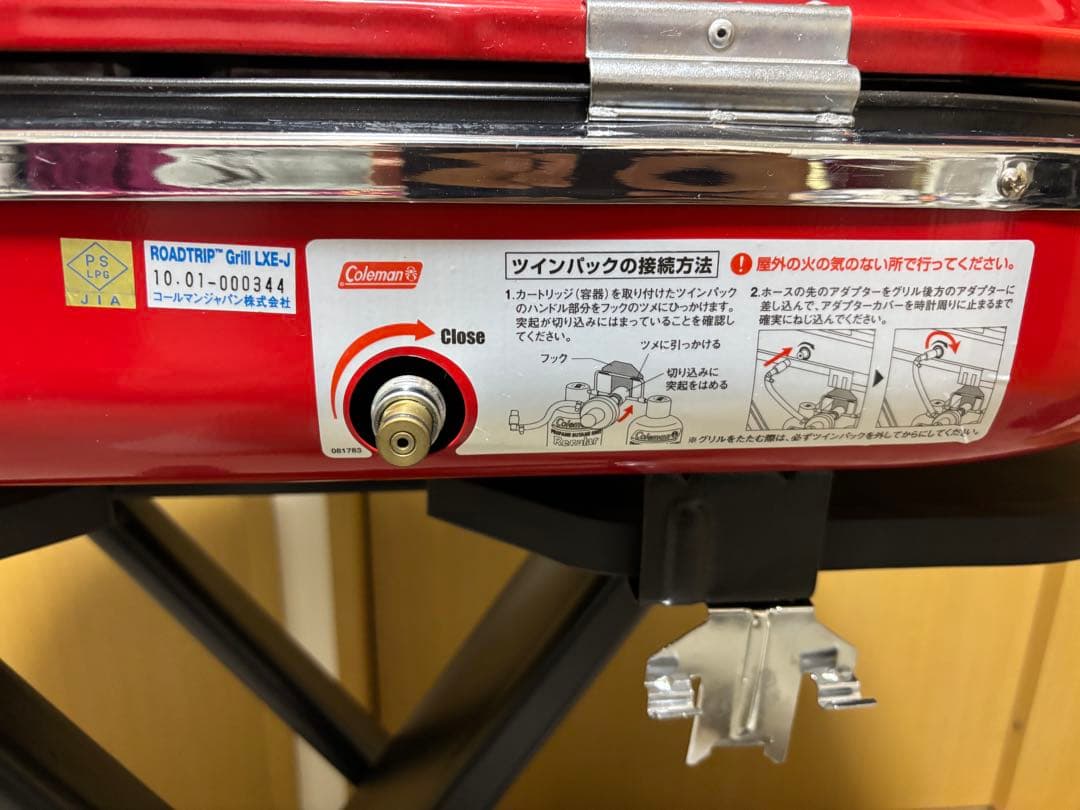 PS
LPG
JIA
ROADTRIP™ Grill LXE-J
10.01-000344
コールマンジャパン株式会社
Coleman
Close
081783
ツインパックの接続方法
屋外の火の気のない所で行ってください。
1.カートリッジ(容器)を取り付けたツインパック
のハンドル部分をフックのツメにひっかけます。
突起が切り込みにはまっていることを確認し
てください。
フック
ツメに引っかける
切り込みに
突起をはめる
Coleman
PROPANE BUTANE GAS
Regular
Coleman
2.ホースの先のアダプターをグリル後方のアダプターに
差し込んで、アダプターカバーを時計周りに止まるまで
確実にねじ込んでください。
※グリルをたたむ際は、必ずツインパックを外してからにしてください。